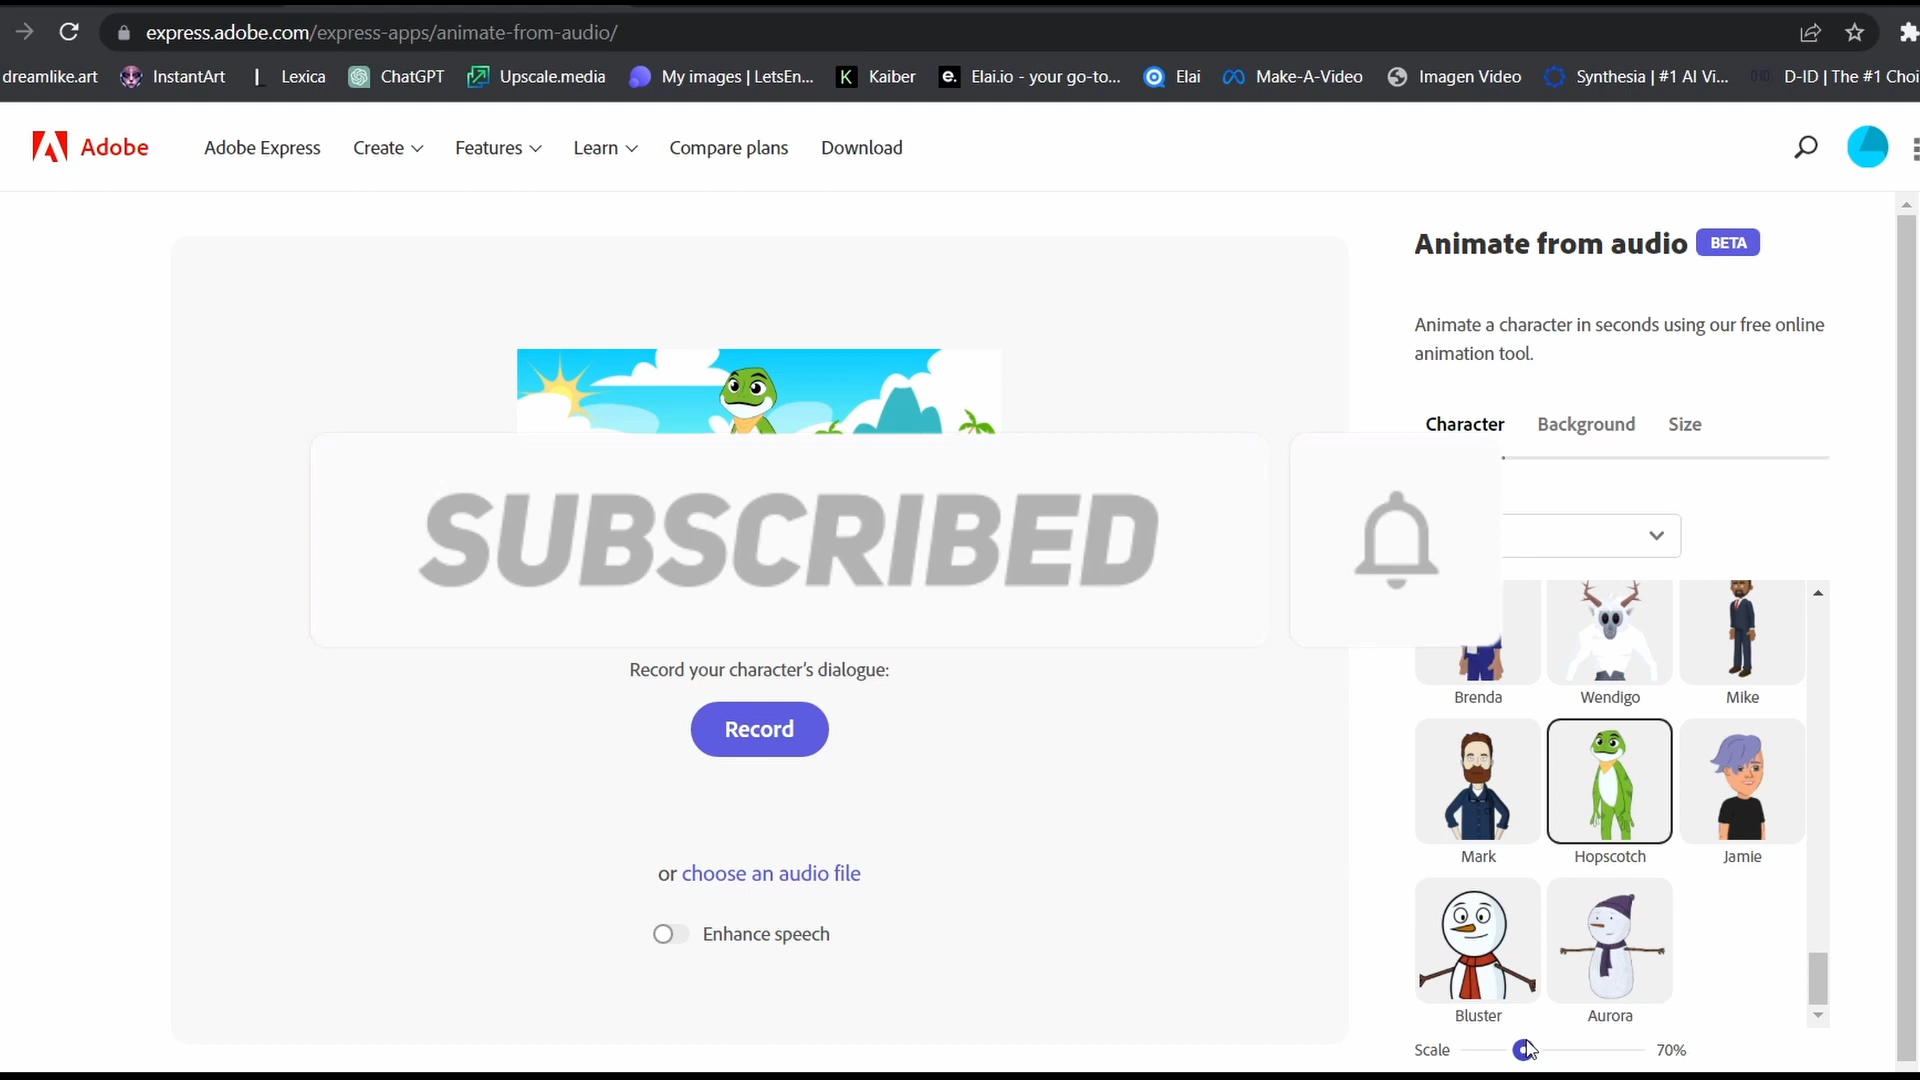 express.adobe.com/express-apps/animate-from-audio/
dreamlike.art InstantArt Lexica ChatGPT Upscale.media My images | LetsEn... Kaiber Elai.io - your go-to... Elai Make-A-Video Imagen Video Synthesia | #1 AI Vi... D-ID | The #1 Choi
Adobe Adobe Express Create Features Learn Compare plans Download
Animate from audio BETA
Animate a character in seconds using our free online
animation tool.
Character Background Size
SUBSCRIBED
Record your character's dialogue:
Record
or choose an audio file
Enhance speech
Brenda Wendigo Mike
Mark Hopscotch Jamie
Bluster Aurora
Scale 70%